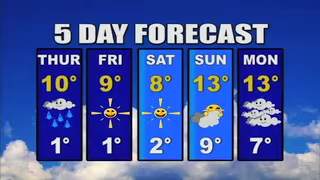 5 DAY FORECAST
THUR FRI SAT SUN MON
10° 9° 8° 13° 13°
1° 1° 2° 9° 7°